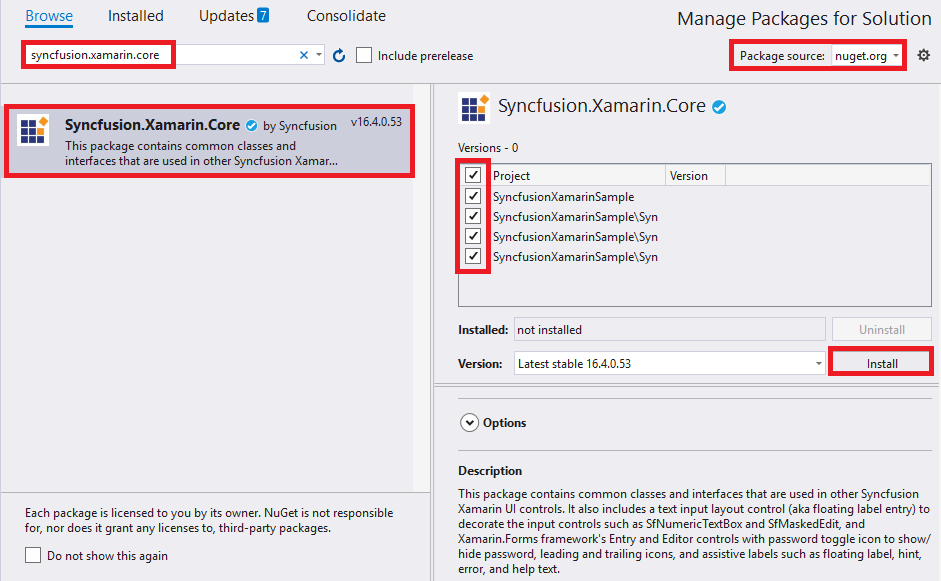 Browse Installed Updates 7 Consolidate
Manage Packages for Solution
syncfusion.xamarin.core Include prerelease
Package source: nuget.org
Syncfusion.Xamarin.Core by Syncfusion v16.4.0.53
This package contains common classes and
interfaces that are used in other Syncfusion Xamar...
Each package is licensed to you by its owner. NuGet is not responsible
for, nor does it grant any licenses to, third-party packages.
Do not show this again
Syncfusion.Xamarin.Core
Versions - 0
Project Version
SyncfusionXamarinSample
SyncfusionXamarinSample\Syn
SyncfusionXamarinSample\Syn
SyncfusionXamarinSample\Syn
Installed: not installed Uninstall
Version: Latest stable 16.4.0.53 Install
Options
Description
This package contains common classes and interfaces that are used in other Syncfusion
Xamarin UI controls. It also includes a text input layout control (aka floating label entry) to
decorate the input controls such as SfNumericTextBox and SfMaskedEdit, and
Xamarin.Forms framework's Entry and Editor controls with password toggle icon to show/
hide password, leading and trailing icons, and assistive labels such as floating label, hint,
error, and help text.